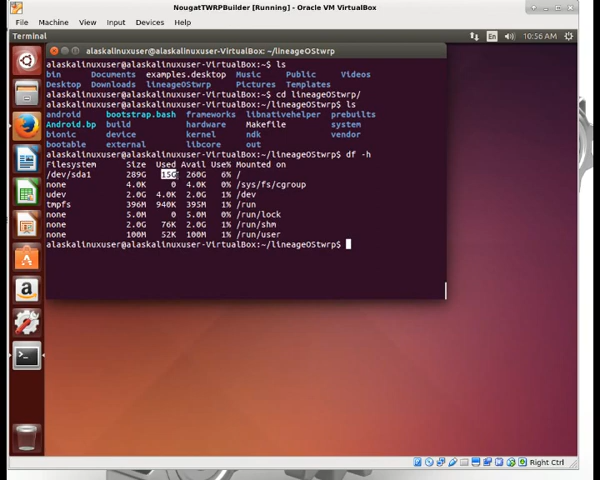 NougatTWRPBuilder [Running] - Oracle VM VirtualBox
File Machine View Input Devices Help
Terminal En 10:56 AM
alaskalinuxuser@alaskalinuxuser-VirtualBox: ~/lineageOStwrp
alaskalinuxuser@alaskalinuxuser-VirtualBox:~$ ls
bin Documents examples.desktop Music Public Videos
Desktop Downloads lineageOStwrp Pictures Templates
alaskalinuxuser@alaskalinuxuser-VirtualBox:~$ cd lineageOStwrp/
alaskalinuxuser@alaskalinuxuser-VirtualBox:~/lineageOStwrp$ ls
android bootstrap.bash frameworks libnativehelper prebuilts
Android.bp build hardware Makefile system
bionic device kernel ndk vendor
bootable external libcore out
alaskalinuxuser@alaskalinuxuser-VirtualBox:~/lineageOStwrp$ df -h
Filesystem Size Used Avail Use% Mounted on
/dev/sda1 289G 15G 260G 6% /
none 4.0K 0 4.0K 0% /sys/fs/cgroup
udev 2.0G 4.0K 2.0G 1% /dev
tmpfs 396M 940K 395M 1% /run
none 5.0M 0 5.0M 0% /run/lock
none 2.0G 76K 2.0G 1% /run/shm
none 100M 52K 100M 1% /run/user
alaskalinuxuser@alaskalinuxuser-VirtualBox:~/lineageOStwrp$
Right Ctrl